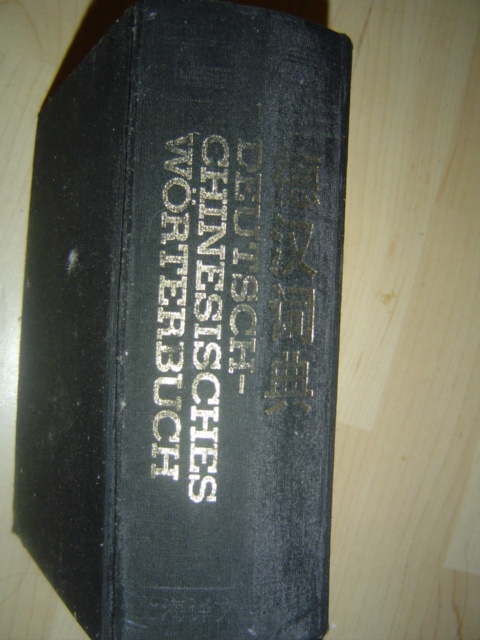 德汉词典
DEUTSCH-
CHINESISCHES
WÖRTERBUCH